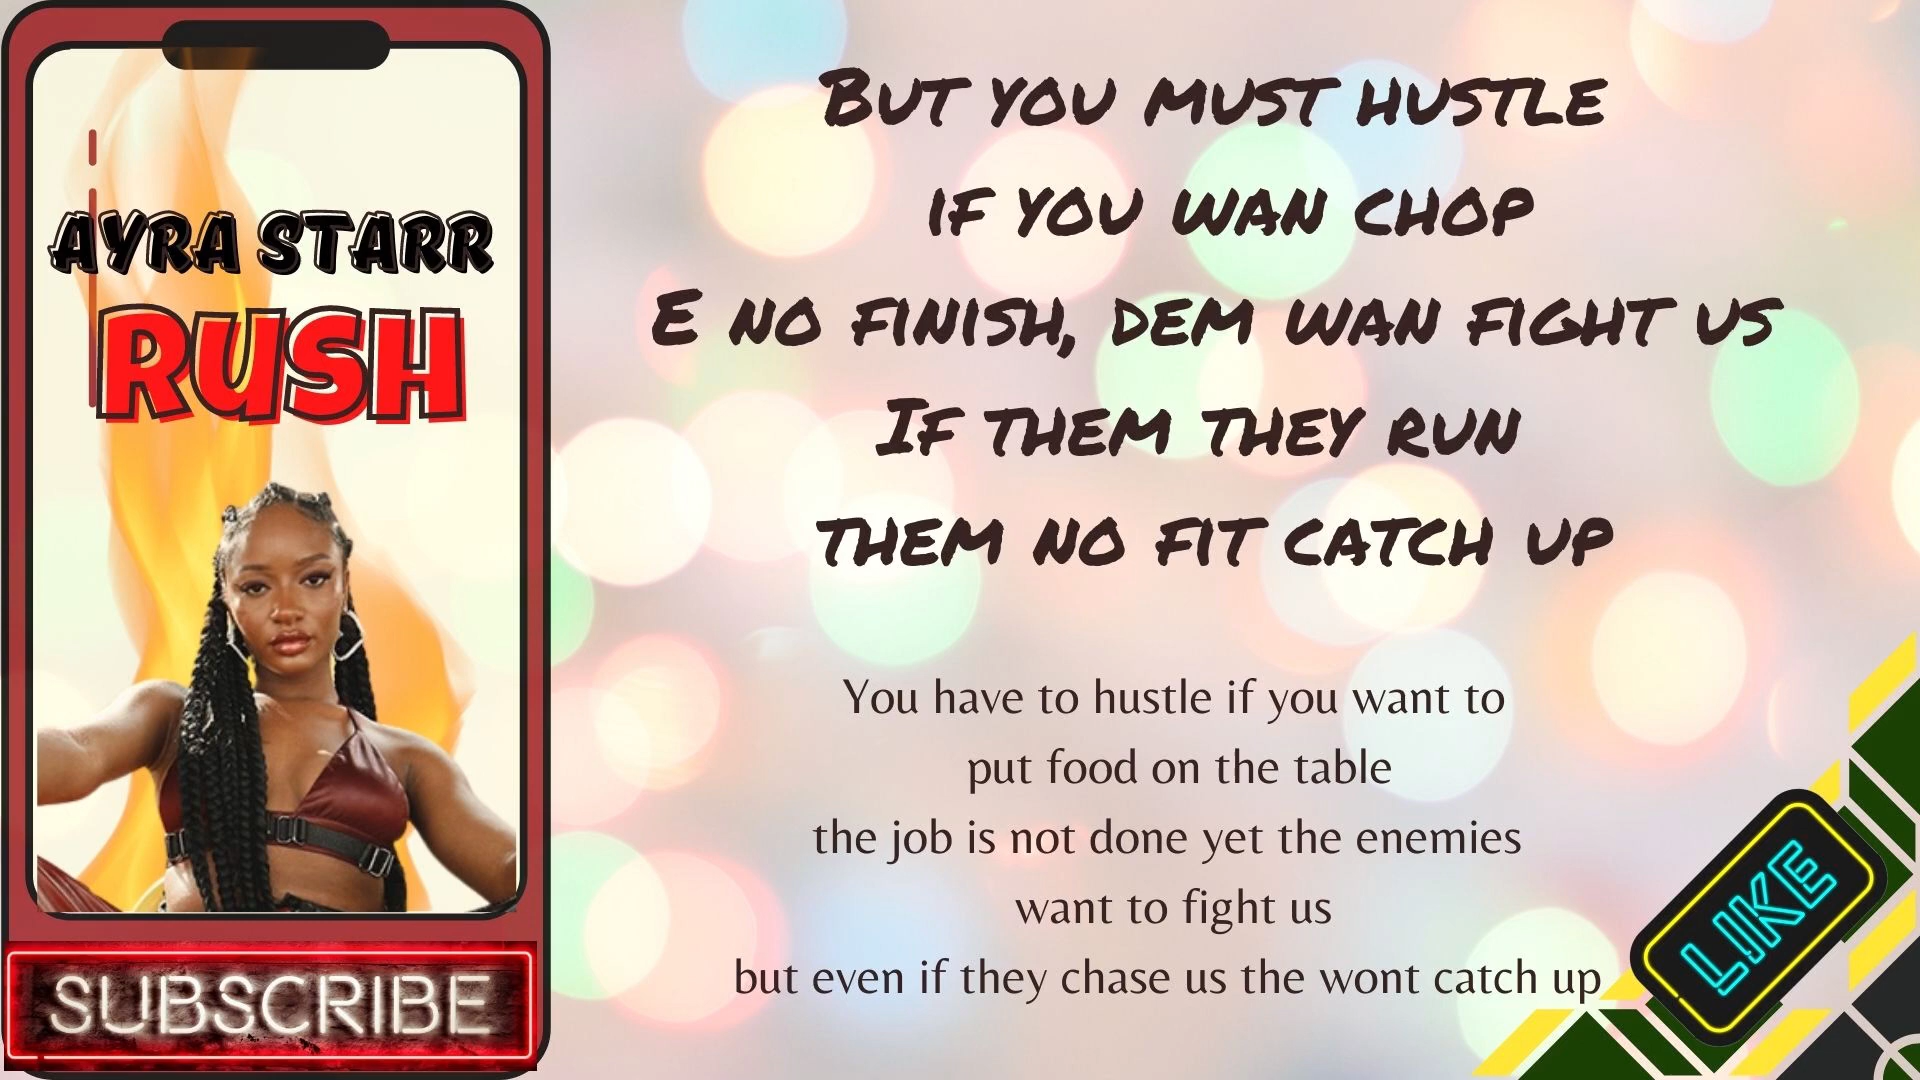 AYRA STARR
RUSH
SUBSCRIBE
But you must hustle
if you wan chop
E no finish, dem wan fight us
If them they run
them no fit catch up
You have to hustle if you want to
put food on the table
the job is not done yet the enemies
want to fight us
but even if they chase us the wont catch up
LIKE